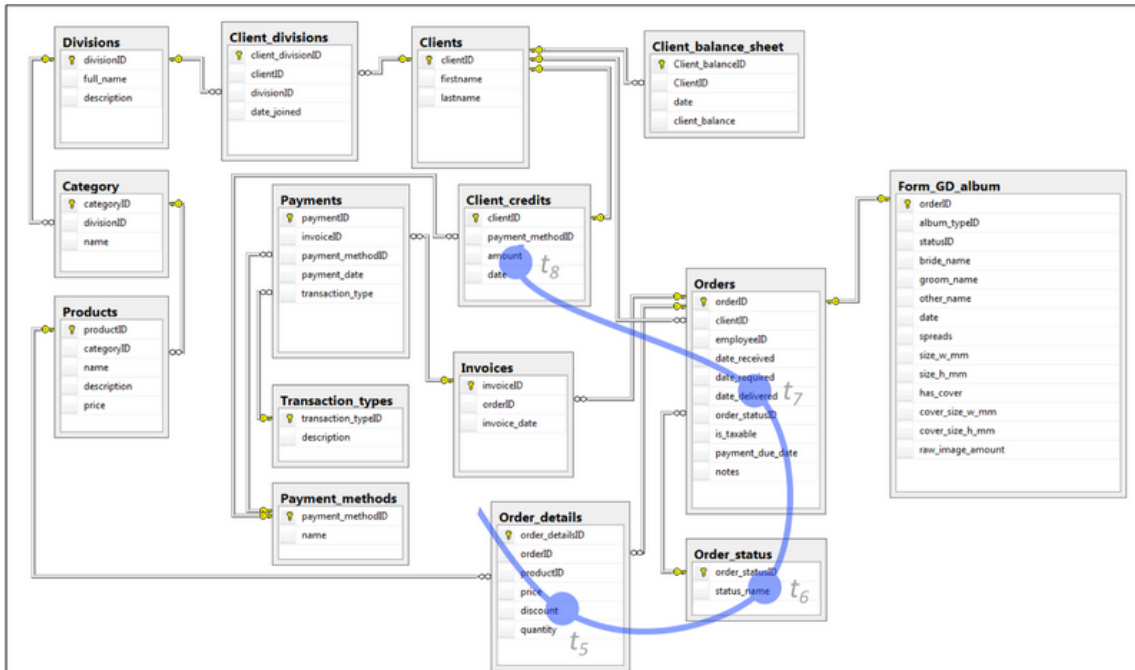 Divisions
divisionID
full_name
description
Client_divisions
client_divisionID
clientID
divisionID
date_joined
Clients
clientID
firstname
lastname
Client_balance_sheet
Client_balanceID
ClientID
date
client_balance
Category
categoryID
divisionID
name
Payments
paymentID
invoiceID
payment_methodID
payment_date
transaction_type
Client_credits
clientID
payment_methodID
amount
date
t8
Form_GD_album
orderID
album_typeID
statusID
bride_name
groom_name
other_name
date
spreads
size_w_mm
size_h_mm
has_cover
cover_size_w_mm
cover_size_h_mm
raw_image_amount
Products
productID
categoryID
name
description
price
Orders
orderID
clientID
employeeID
date_received
date_required
date_delivered
order_statusID
is_taxable
payment_due_date
notes
t7
Invoices
invoiceID
orderID
invoice_date
Transaction_types
transaction_typeID
description
Payment_methods
payment_methodID
name
Order_details
order_detailsID
orderID
productID
price
discount
quantity
t5
Order_status
order_statusID
status_name
t6